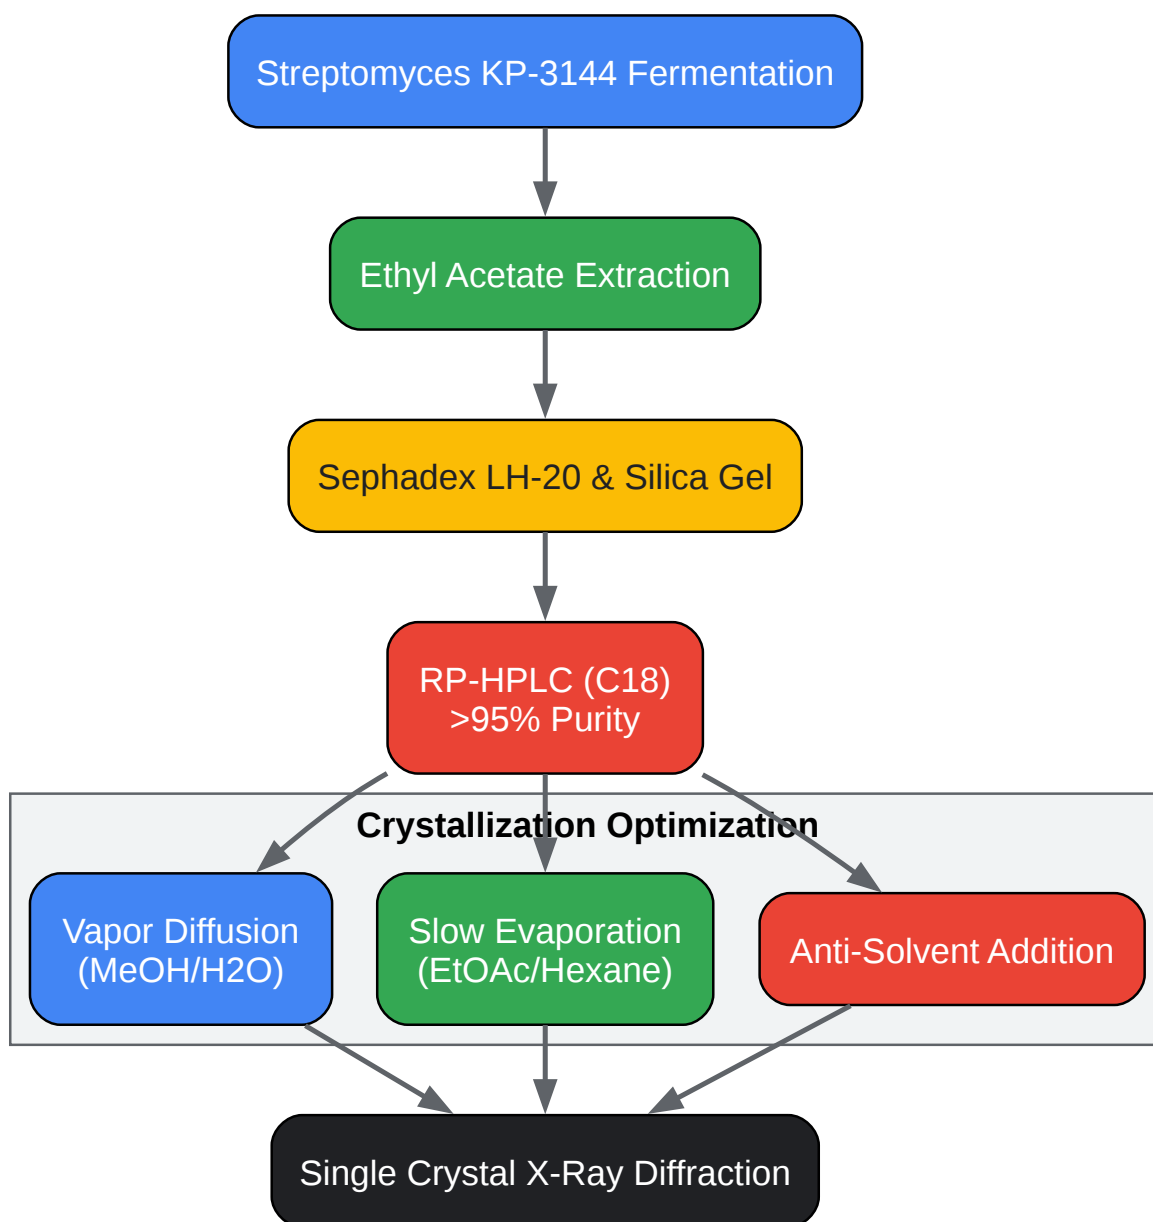 Streptomyces KP-3144 Fermentation
Ethyl Acetate Extraction
Sephadex LH-20 & Silica Gel
RP-HPLC (C18)
>95% Purity
Crystallization Optimization
Vapor Diffusion
(MeOH/H2O)
Slow Evaporation
(EtOAc/Hexane)
Anti-Solvent Addition
Single Crystal X-Ray Diffraction